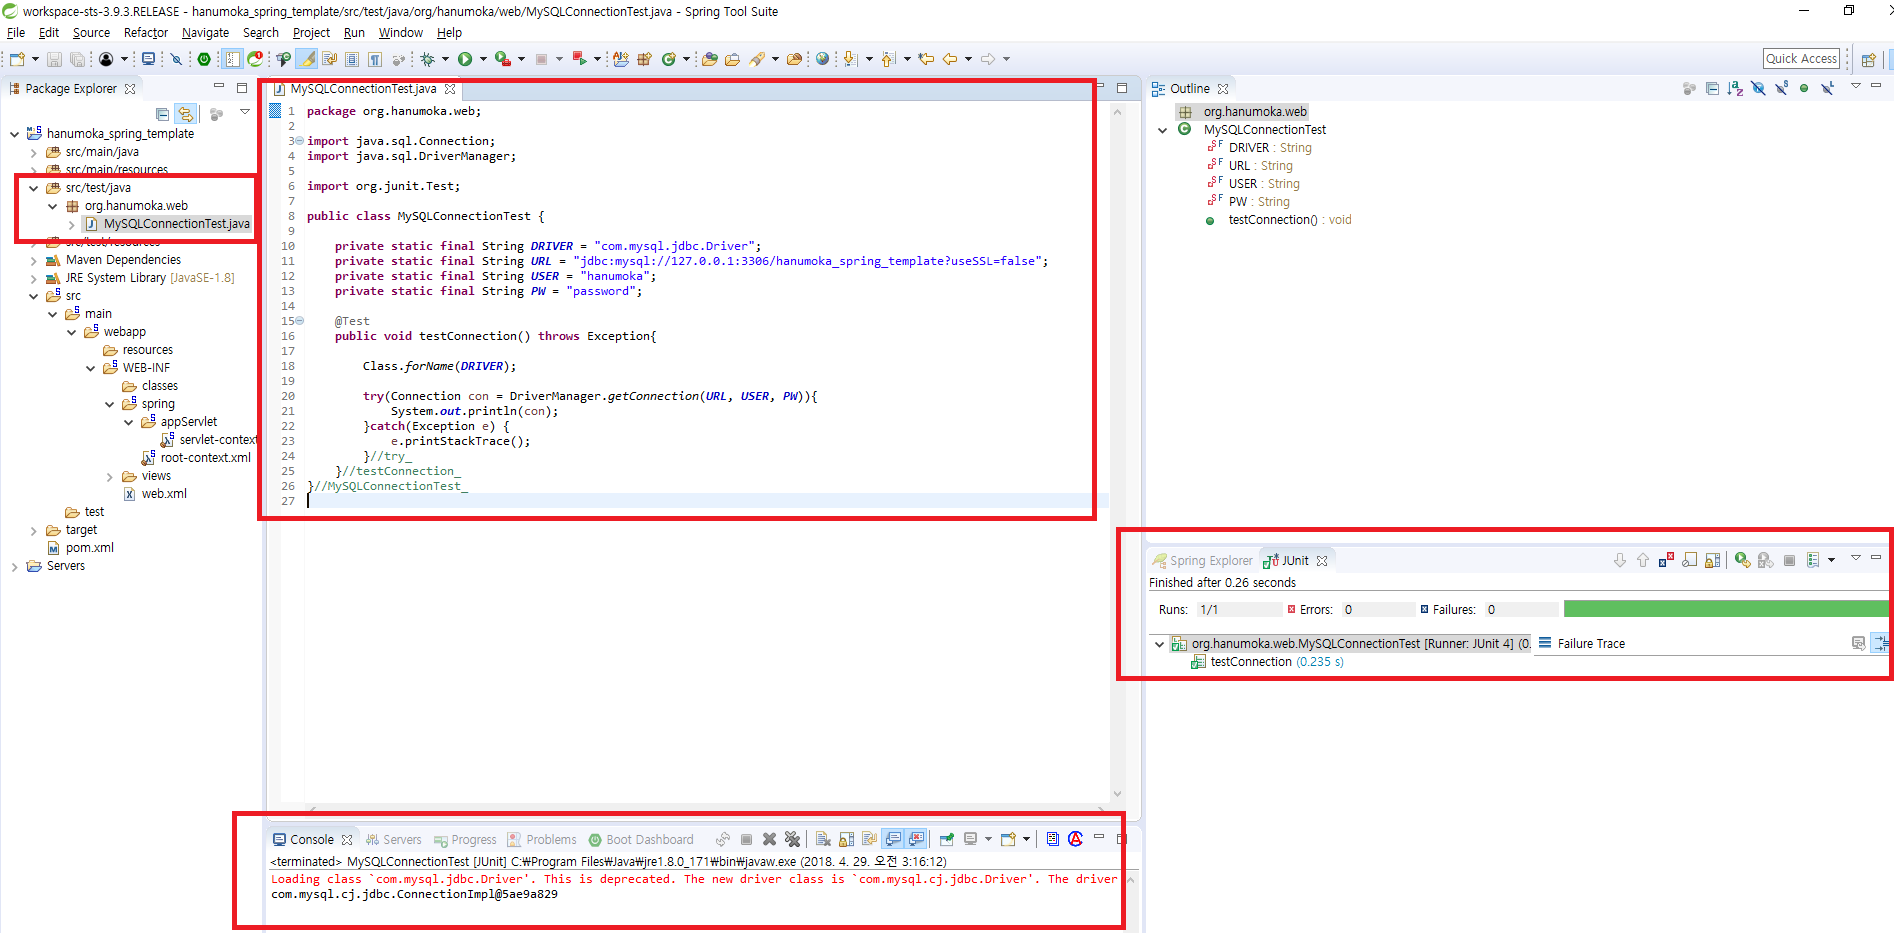 workspace-sts-3.9.3.RELEASE - hanumoka_spring_template/src/test/java/org/hanumoka/web/MySQLConnectionTest.java - Spring Tool Suite
File Edit Source Refactor Navigate Search Project Run Window Help
Quick Access
Package Explorer
hanumoka_spring_template
src/main/java
src/main/resources
src/test/java
org.hanumoka.web
MySQLConnectionTest.java
src/test/resources
Maven Dependencies
JRE System Library [JavaSE-1.8]
src
main
webapp
resources
WEB-INF
classes
spring
appServlet
servlet-context
root-context.xml
views
web.xml
test
target
pom.xml
Servers
MySQLConnectionTest.java
1 package org.hanumoka.web;
2
3 import java.sql.Connection;
4 import java.sql.DriverManager;
5
6 import org.junit.Test;
7
8 public class MySQLConnectionTest {
9
10 private static final String DRIVER = "com.mysql.jdbc.Driver";
11 private static final String URL = "jdbc:mysql://127.0.0.1:3306/hanumoka_spring_template?useSSL=false";
12 private static final String USER = "hanumoka";
13 private static final String PW = "password";
14
15 @Test
16 public void testConnection() throws Exception{
17
18 Class.forName(DRIVER);
19
20 try(Connection con = DriverManager.getConnection(URL, USER, PW)){
21 System.out.println(con);
22 }catch(Exception e) {
23 e.printStackTrace();
24 }//try_
25 }//testConnection_
26 }//MySQLConnectionTest_
27
Outline
org.hanumoka.web
MySQLConnectionTest
DRIVER : String
URL : String
USER : String
PW : String
testConnection() : void
Spring Explorer JUnit
Finished after 0.26 seconds
Runs: 1/1 Errors: 0 Failures: 0
org.hanumoka.web.MySQLConnectionTest [Runner: JUnit 4] (0. Failure Trace
testConnection (0.235 s)
Console Servers Progress Problems Boot Dashboard
<terminated> MySQLConnectionTest [JUnit] C:₩Program Files₩Java₩jre1.8.0_171₩bin₩javaw.exe (2018. 4. 29. 오전 3:16:12)
Loading class `com.mysql.jdbc.Driver'. This is deprecated. The new driver class is `com.mysql.cj.jdbc.Driver'. The driver
com.mysql.cj.jdbc.ConnectionImpl@5ae9a829